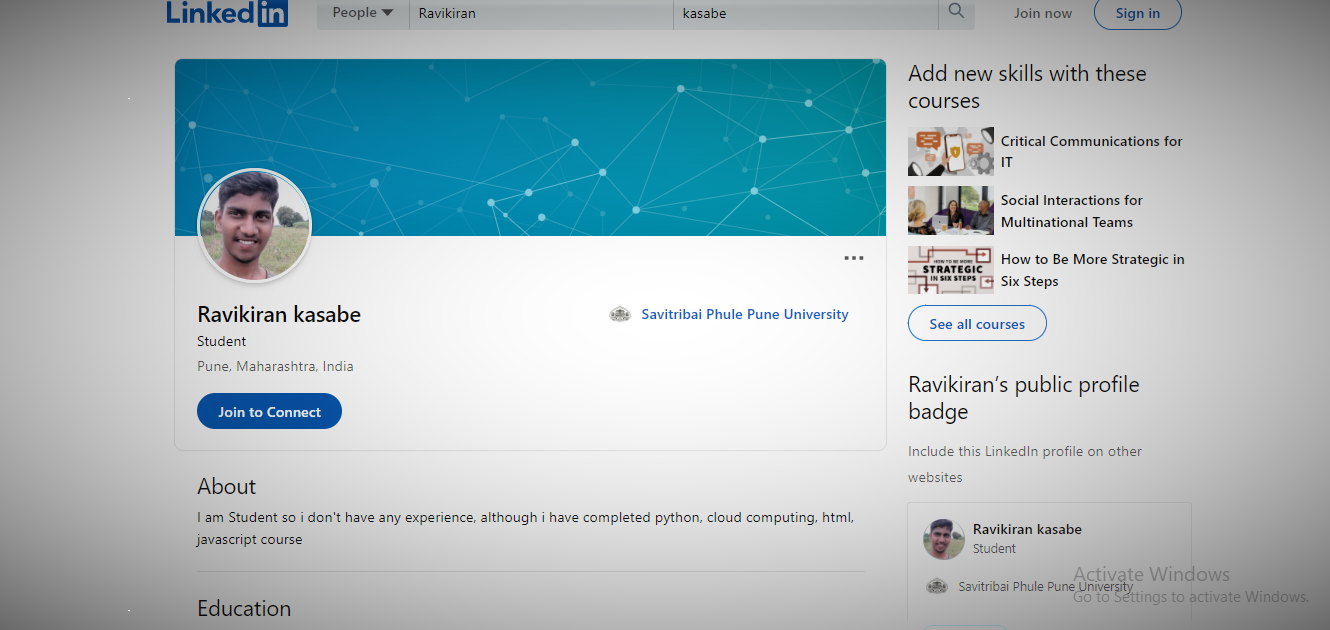 LinkedIn
People
Ravikiran
kasabe
Join now
Sign in
Ravikiran kasabe
Student
Pune, Maharashtra, India
Savitribai Phule Pune University
Join to Connect
About
I am Student so i don't have any experience, although i have completed python, cloud computing, html,
javascript course
Education
Add new skills with these
courses
Critical Communications for
IT
Social Interactions for
Multinational Teams
HOW TO BE MORE
STRATEGIC
IN SIX STEPS
How to Be More Strategic in
Six Steps
See all courses
Ravikiran’s public profile
badge
Include this LinkedIn profile on other
websites
Ravikiran kasabe
Student
Savitribai Phule Pune University
Activate Windows
Go to Settings to activate Windows.